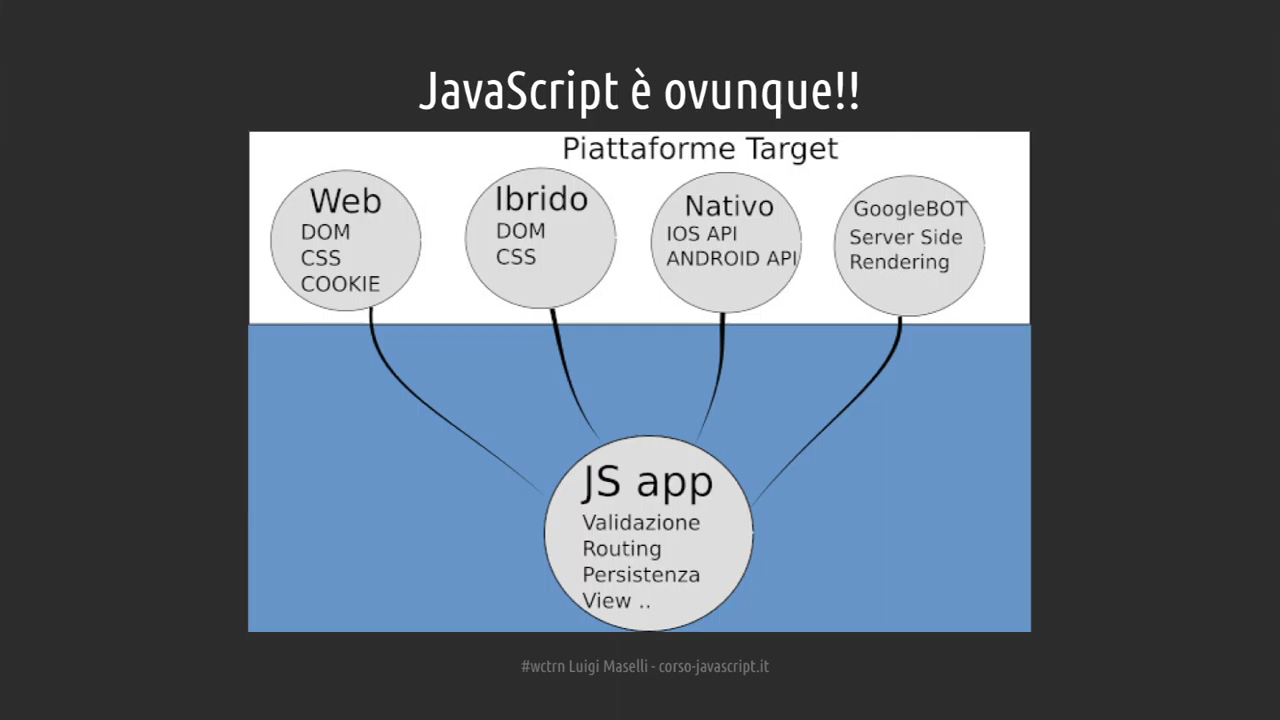 JavaScript è ovunque!!
Piattaforme Target
Web
DOM
CSS
COOKIE
Ibrido
DOM
CSS
Nativo
IOS API
ANDROID API
GoogleBOT
Server Side
Rendering
JS app
Validazione
Routing
Persistenza
View ..
#wctrn Luigi Maselli - corso-javascript.it